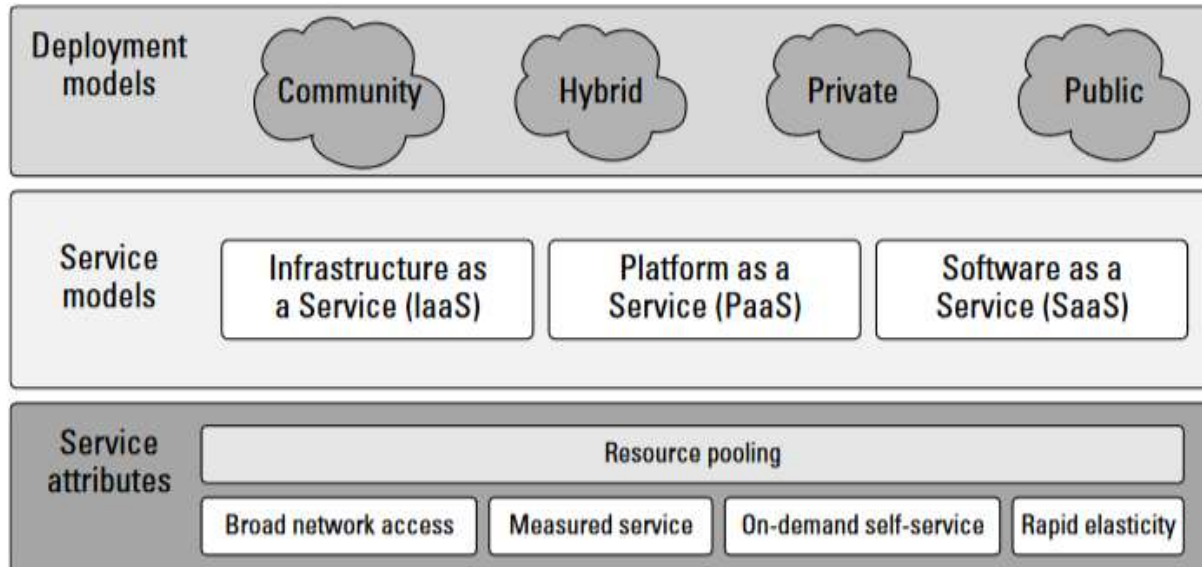 Deployment
models
Community
Hybrid
Private
Public
Service
models
Infrastructure as
a Service (IaaS)
Platform as a
Service (PaaS)
Software as a
Service (SaaS)
Service
attributes
Resource pooling
Broad network access
Measured service
On-demand self-service
Rapid elasticity